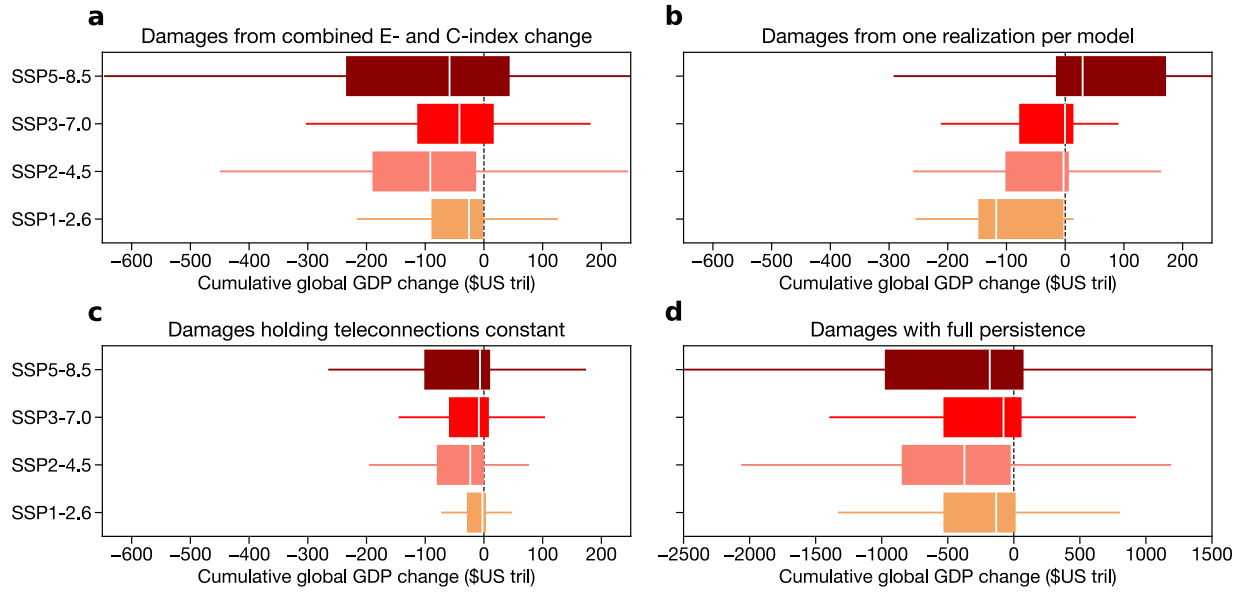 a
Damages from combined E- and C-index change
SSP5-8.5
SSP3-7.0
SSP2-4.5
SSP1-2.6
−600 −500 −400 −300 −200 −100 0 100 200
Cumulative global GDP change ($US tril)
b
Damages from one realization per model
−600 −500 −400 −300 −200 −100 0 100 200
Cumulative global GDP change ($US tril)
c
Damages holding teleconnections constant
SSP5-8.5
SSP3-7.0
SSP2-4.5
SSP1-2.6
−600 −500 −400 −300 −200 −100 0 100 200
Cumulative global GDP change ($US tril)
d
Damages with full persistence
−2500 −2000 −1500 −1000 −500 0 500 1000 1500
Cumulative global GDP change ($US tril)